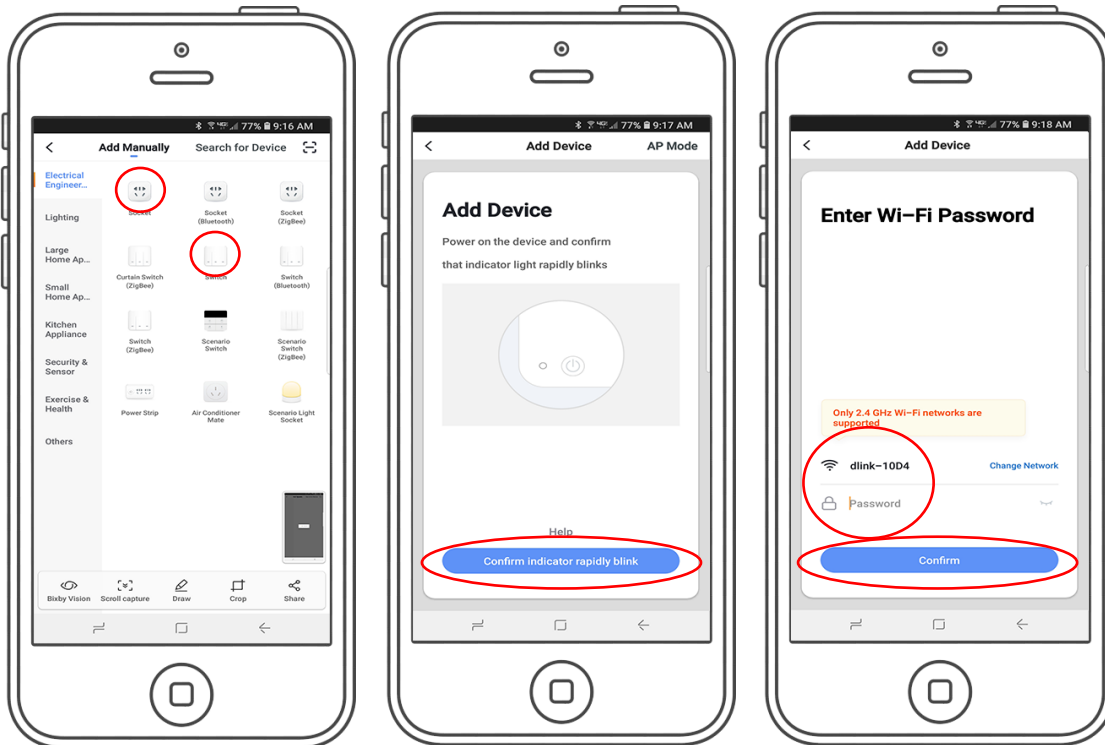 77% 9:16 AM
Add Manually
Search for Device
Electrical
Engineer...
Lighting
Large
Home Ap...
Small
Home Ap...
Kitchen
Appliance
Security &
Sensor
Exercise &
Health
Others
Socket
Socket
(Bluetooth)
Socket
(ZigBee)
Curtain Switch
(ZigBee)
Switch
Switch
(Bluetooth)
Switch
(ZigBee)
Scenario
Switch
Scenario
Switch
(ZigBee)
Power Strip
Air Conditioner
Mate
Scenario Light
Socket
Bixby Vision
Scroll capture
Draw
Crop
Share
77% 9:17 AM
Add Device
AP Mode
Add Device
Power on the device and confirm
that indicator light rapidly blinks
Help
Confirm indicator rapidly blink
77% 9:18 AM
Add Device
Enter Wi-Fi Password
Only 2.4 GHz Wi-Fi networks are
supported
dlink-10D4
Change Network
Password
Confirm